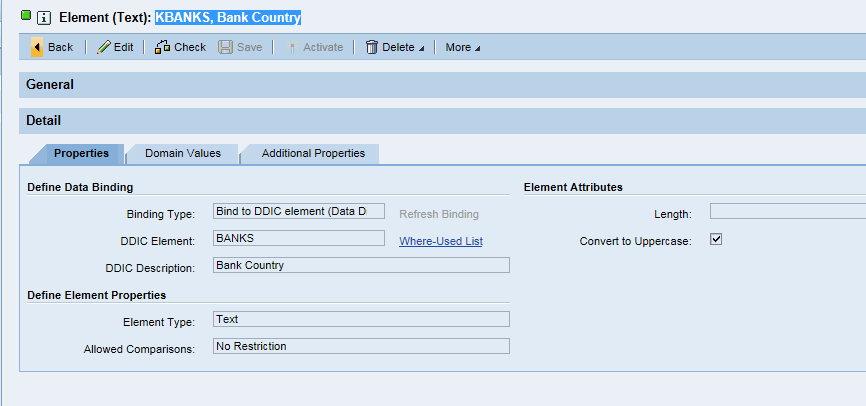 Element (Text): KBANKS, Bank Country
Back Edit Check Save Activate Delete More
General
Detail
Properties Domain Values Additional Properties
Define Data Binding Element Attributes
Binding Type: Bind to DDIC element (Data D Refresh Binding Length:
DDIC Element: BANKS Where-Used List Convert to Uppercase:
DDIC Description: Bank Country
Define Element Properties
Element Type: Text
Allowed Comparisons: No Restriction